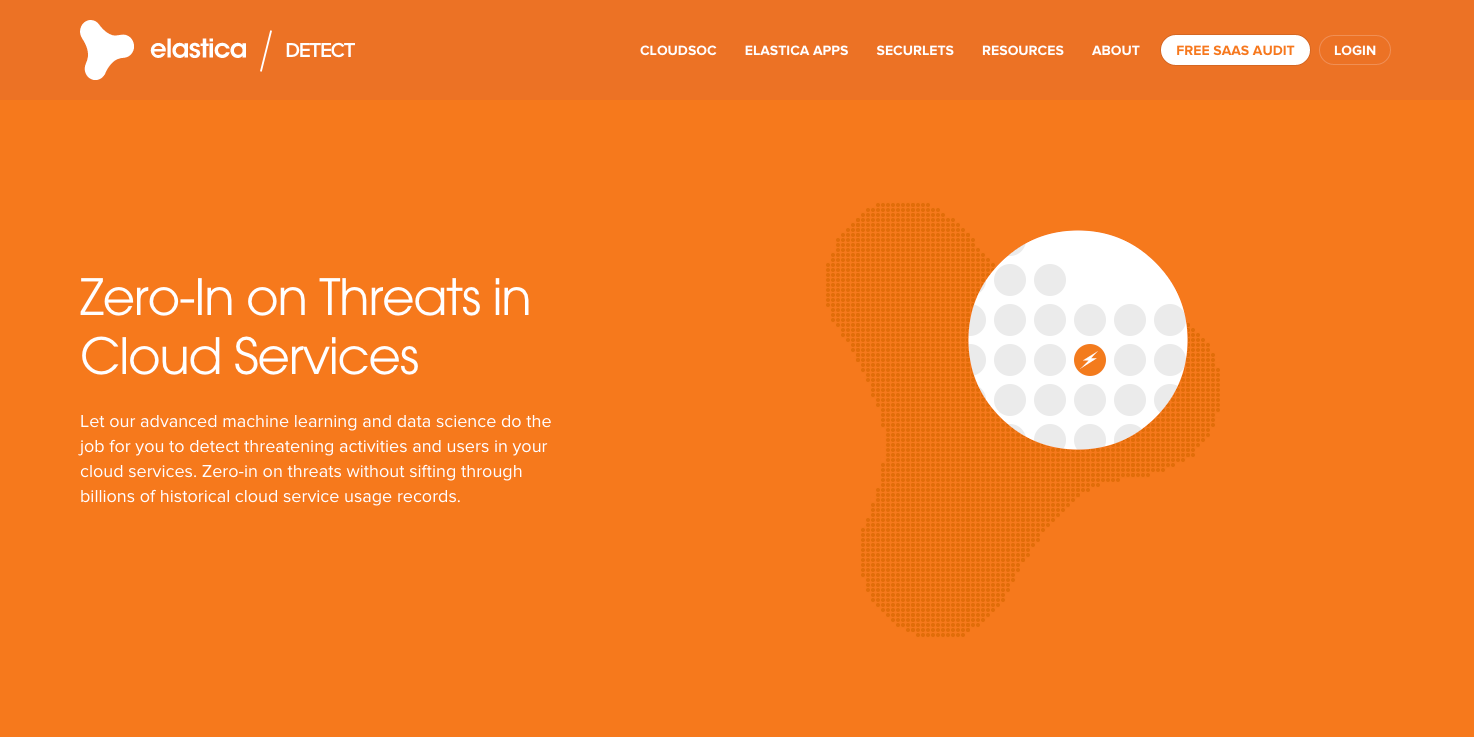 elastica / DETECT
CLOUDSOC ELASTICA APPS SECURLETS RESOURCES ABOUT FREE SAAS AUDIT LOGIN
Zero-In on Threats in
Cloud Services
Let our advanced machine learning and data science do the
job for you to detect threatening activities and users in your
cloud services. Zero-in on threats without sifting through
billions of historical cloud service usage records.